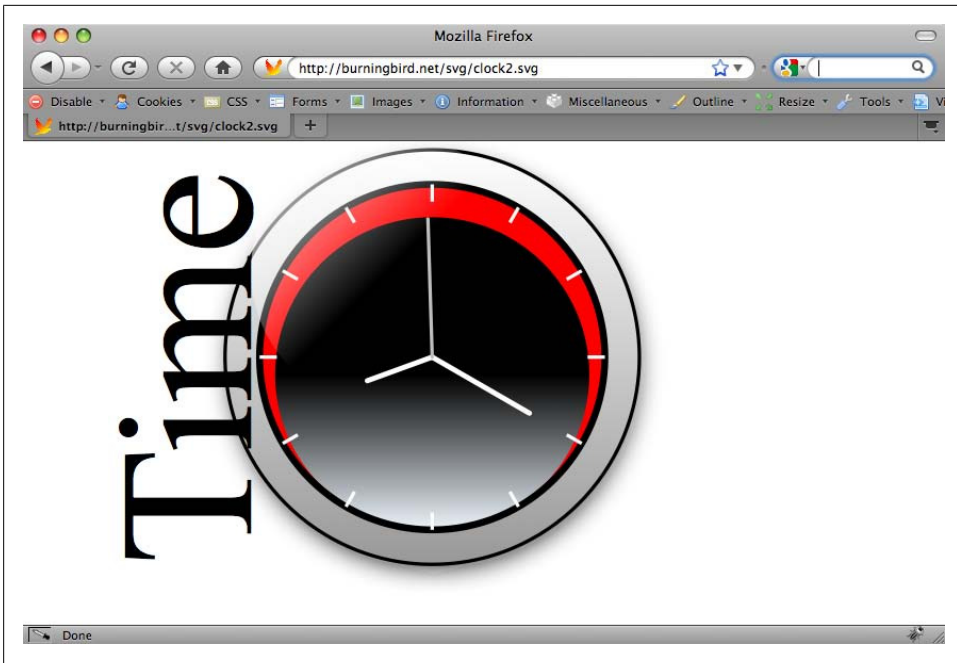 Mozilla Firefox
http://burningbird.net/svg/clock2.svg
Disable Cookies CSS Forms Images Information Miscellaneous Outline Resize Tools
http://burningbir...t/svg/clock2.svg +
Time
Done